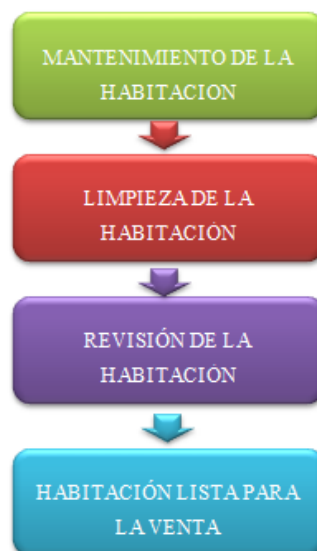 MANTENIMIENTO DE LA
HABITACION
LIMPIEZA DE LA
HABITACIÓN
REVISIÓN DE LA
HABITACIÓN
HABITACIÓN LISTA PARA
LA VENTA